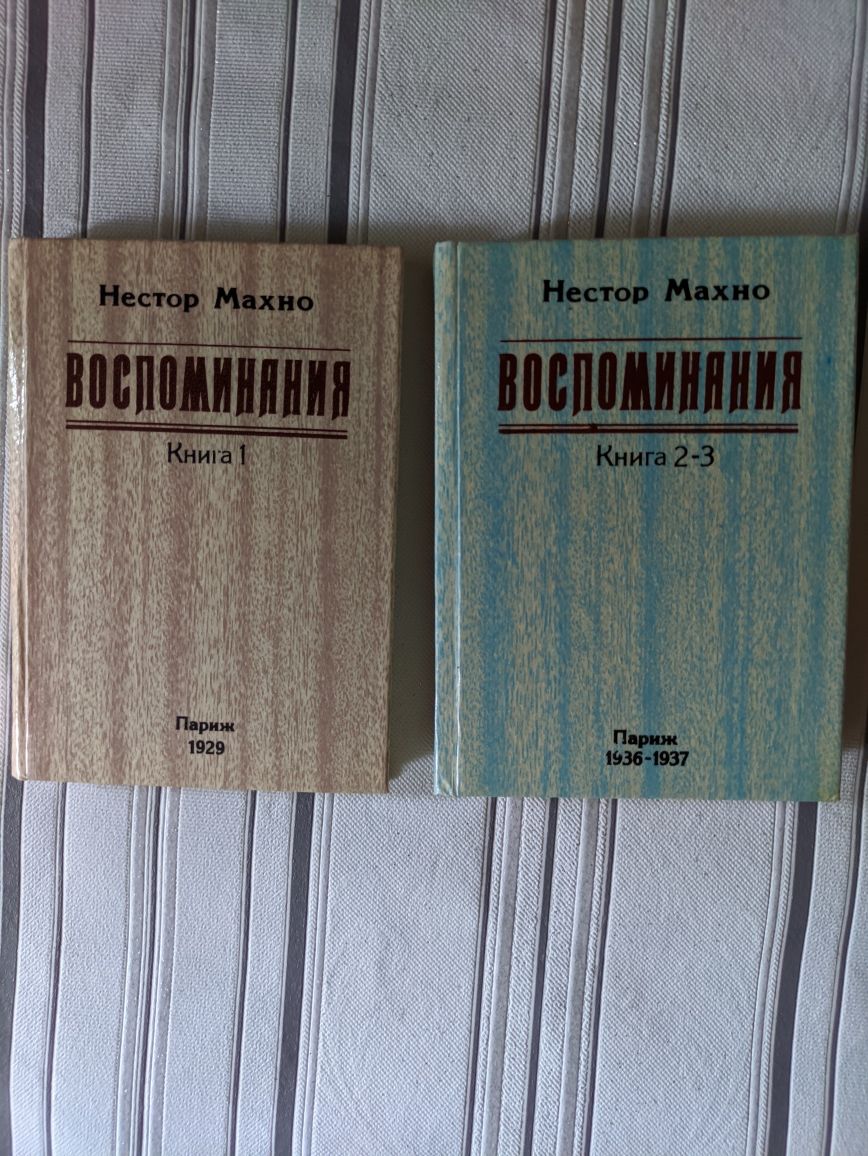 Нестор Махно
ВОСПОМИНАНИЯ
Книга 1
Париж
1929
Нестор Махно
ВОСПОМИНАНИЯ
Книга 2-3
Париж
1936-1937